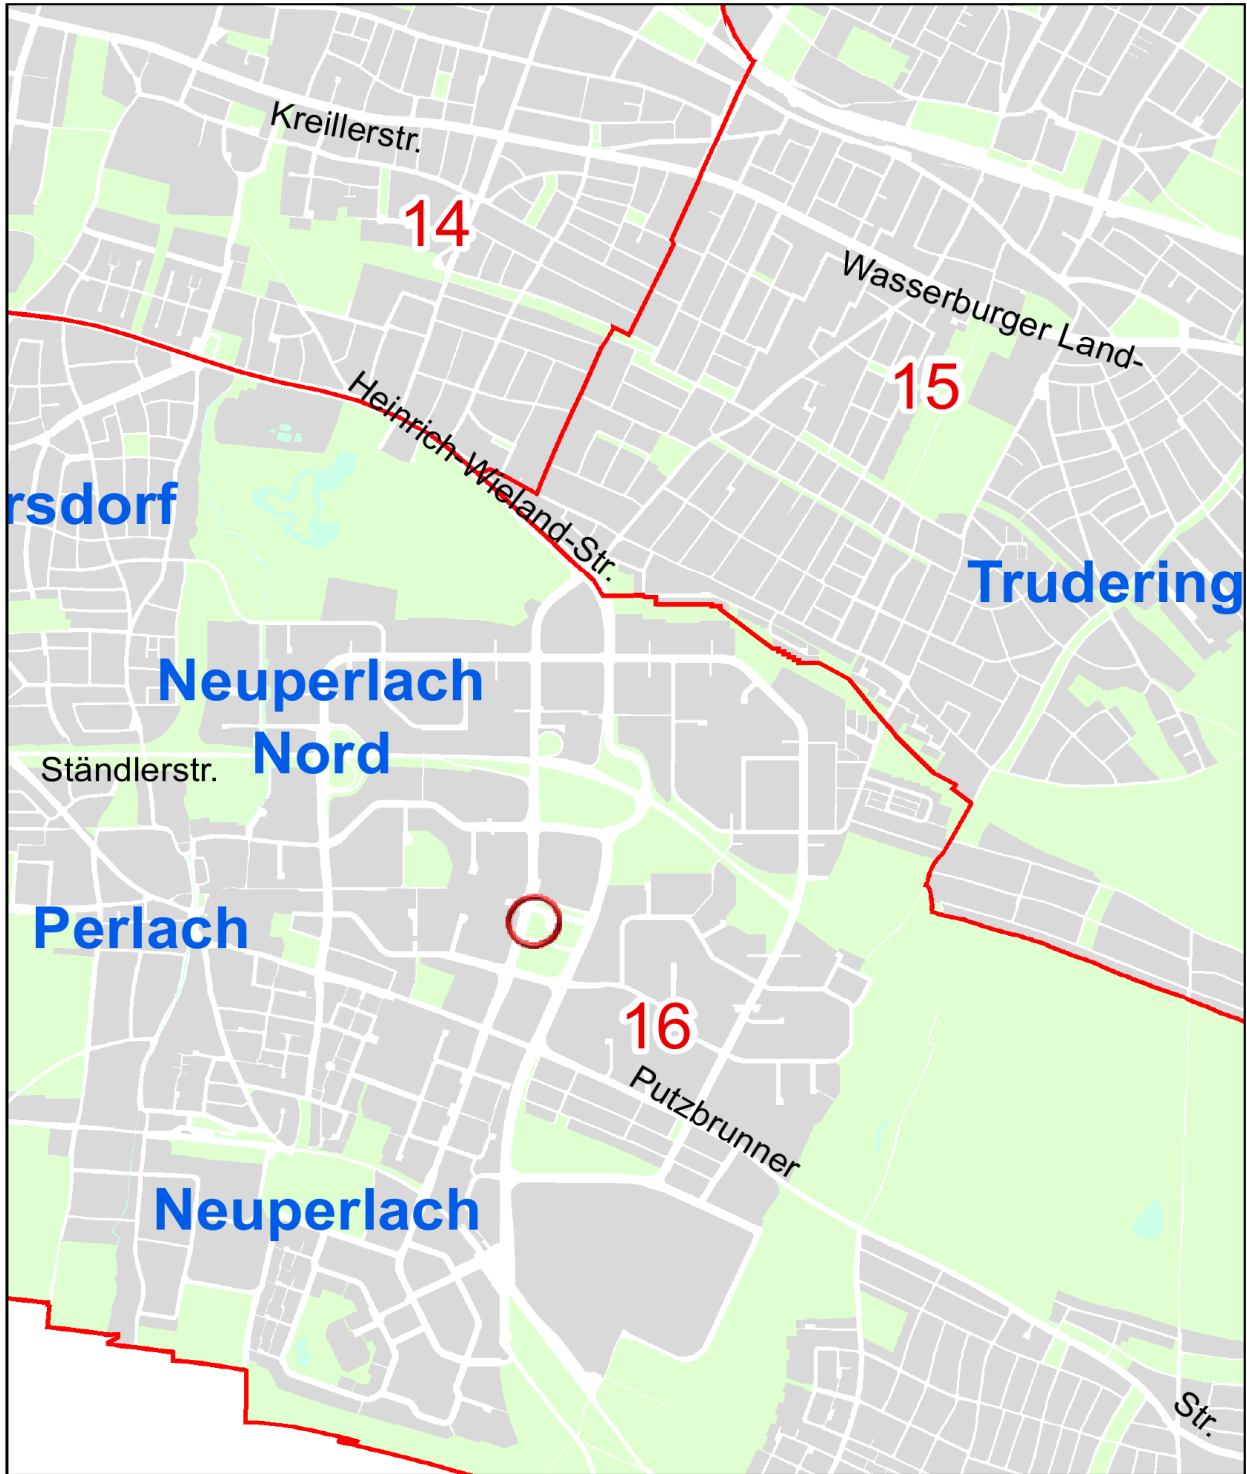 Kreillerstr.
14
Wasserburger Land-
15
Heinrich-Wieland-Str.
rsdorf
Trudering
Neuperlach
Nord
Ständlerstr.
Perlach
16
Putzbrunner
Neuperlach
Str.